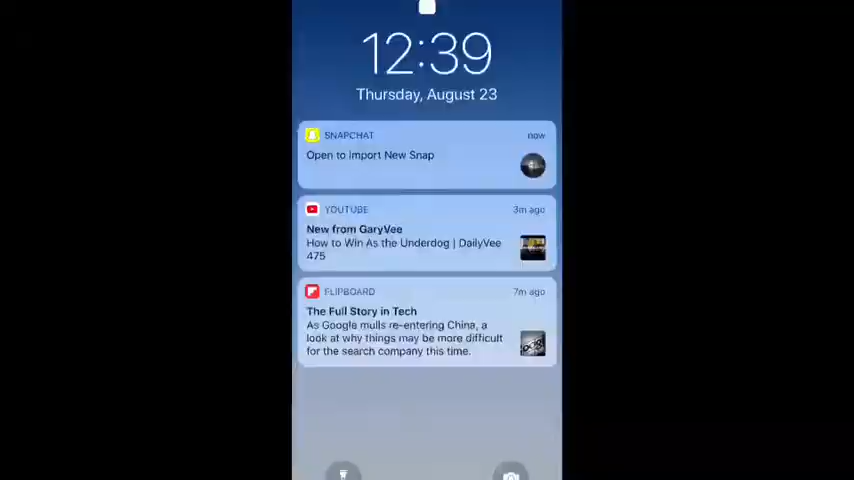 12:39
Thursday, August 23
SNAPCHAT now
Open to import New Snap
YOUTUBE 3m ago
New from GaryVee
How to Win As the Underdog | DailyVee
475
FLIPBOARD 7m ago
The Full Story in Tech
As Google mulls re-entering China, a
look at why things may be more difficult
for the search company this time.